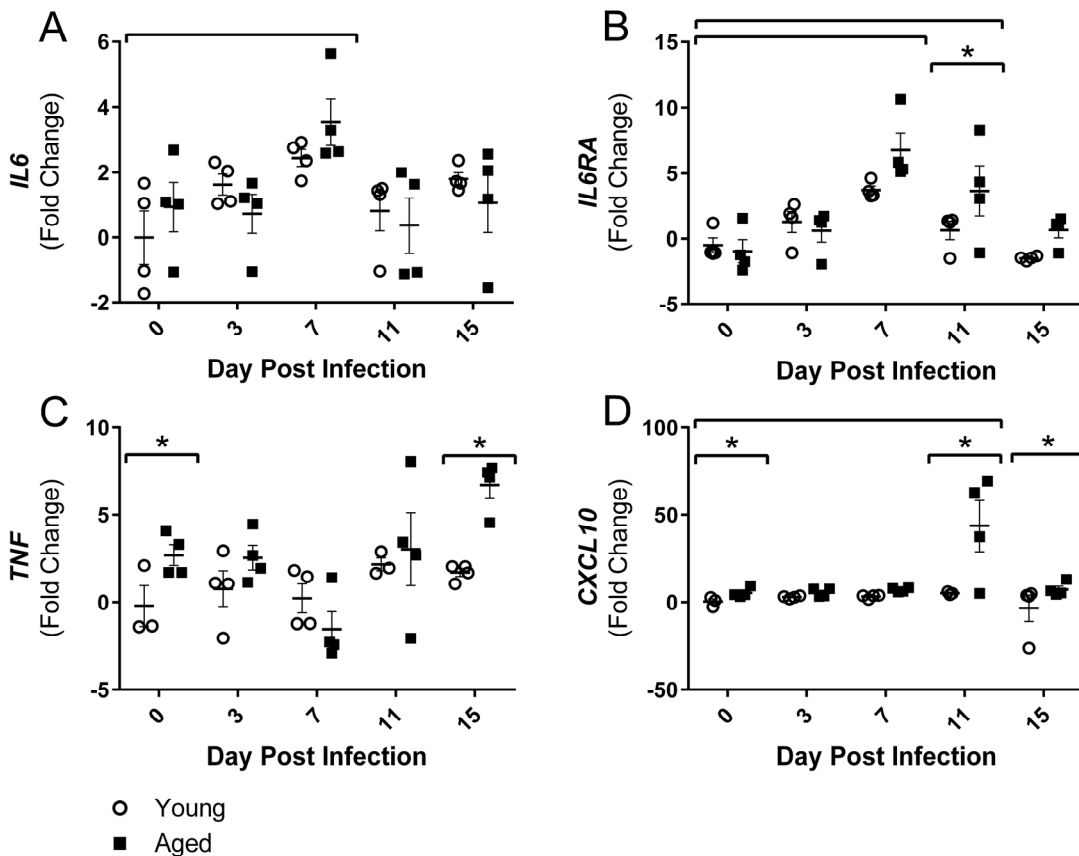 A
IL6
(Fold Change)
6
4
2
0
-2
0 3 7 11 15
Day Post Infection
B
IL6RA
(Fold Change)
*
15
10
5
0
-5
0 3 7 11 15
Day Post Infection
C
TNF
(Fold Change)
* *
10
5
0
-5
0 3 7 11 15
Day Post Infection
D
CXCL10
(Fold Change)
* * *
100
50
0
-50
0 3 7 11 15
Day Post Infection
Young
Aged